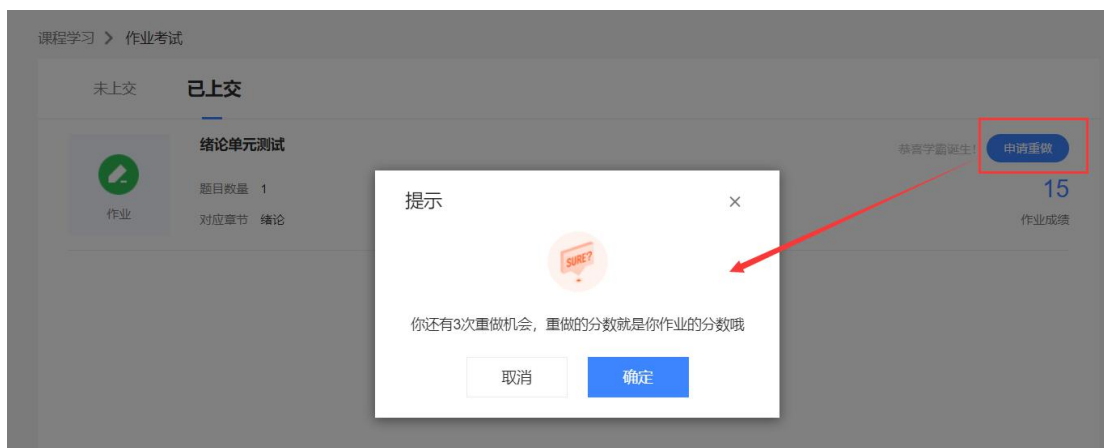 课程学习 > 作业考试
未上交 已上交
绪论单元测试
恭喜学霸诞生! 申请重做
题目数量 1
15
作业
对应章节 绪论
作业成绩
提示
×
SURE?
你还有3次重做机会，重做的分数就是你作业的分数哦
取消 确定